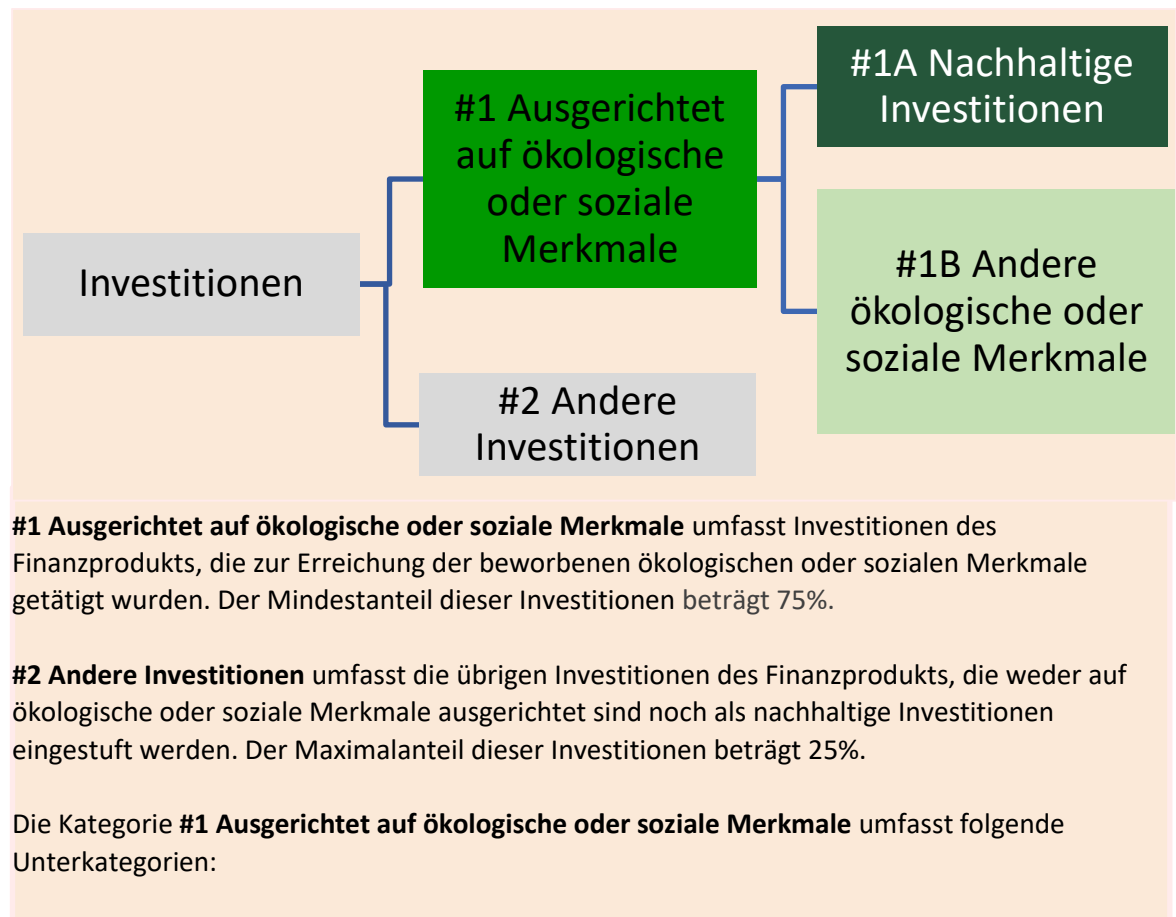 Investitionen
#1 Ausgerichtet
auf ökologische
oder soziale
Merkmale
#2 Andere
Investitionen
#1A Nachhaltige
Investitionen
#1B Andere
ökologische oder
soziale Merkmale
#1 Ausgerichtet auf ökologische oder soziale Merkmale umfasst Investitionen des
Finanzprodukts, die zur Erreichung der beworbenen ökologischen oder sozialen Merkmale
getätigt wurden. Der Mindestanteil dieser Investitionen beträgt 75%.
#2 Andere Investitionen umfasst die übrigen Investitionen des Finanzprodukts, die weder auf
ökologische oder soziale Merkmale ausgerichtet sind noch als nachhaltige Investitionen
eingestuft werden. Der Maximalanteil dieser Investitionen beträgt 25%.
Die Kategorie #1 Ausgerichtet auf ökologische oder soziale Merkmale umfasst folgende
Unterkategorien: